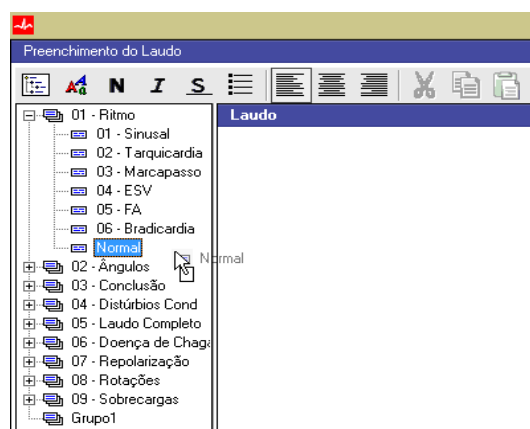 Preenchimento do Laudo
Aa N I S
01 - Ritmo
01 - Sinusal
02 - Tarquicardia
03 - Marcapasso
04 - ESV
05 - FA
06 - Bradicardia
Normal
Normal
02 - Ângulos
03 - Conclusão
04 - Distúrbios Cond
05 - Laudo Completo
06 - Doença de Chaga
07 - Repolarização
08 - Rotações
09 - Sobrecargas
Grupo1
Laudo